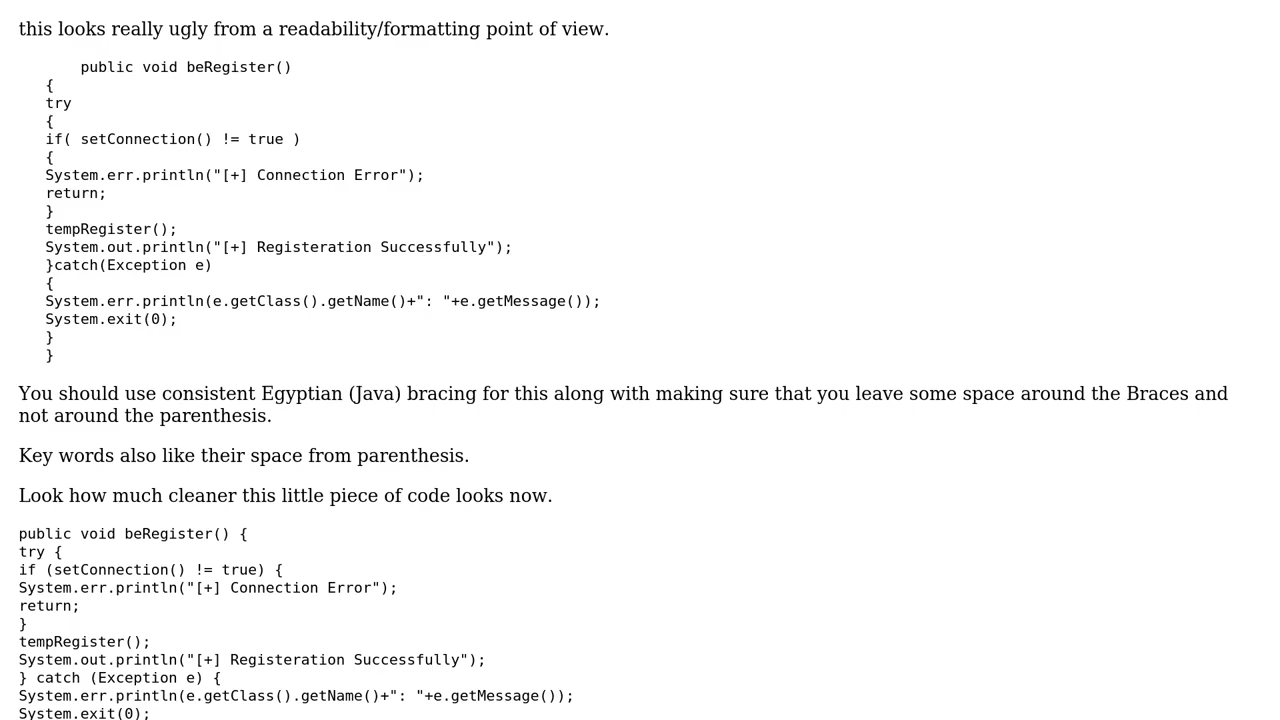 this looks really ugly from a readability/formatting point of view.
    public void beRegister()
{
try
{
if( setConnection() != true )
{
System.err.println("[+] Connection Error");
return;
}
tempRegister();
System.out.println("[+] Registeration Successfully");
}catch(Exception e)
{
System.err.println(e.getClass().getName()+": "+e.getMessage());
System.exit(0);
}
}
You should use consistent Egyptian (Java) bracing for this along with making sure that you leave some space around the Braces and
not around the parenthesis.
Key words also like their space from parenthesis.
Look how much cleaner this little piece of code looks now.
public void beRegister() {
try {
if (setConnection() != true) {
System.err.println("[+] Connection Error");
return;
}
tempRegister();
System.out.println("[+] Registeration Successfully");
} catch (Exception e) {
System.err.println(e.getClass().getName()+": "+e.getMessage());
System.exit(0);